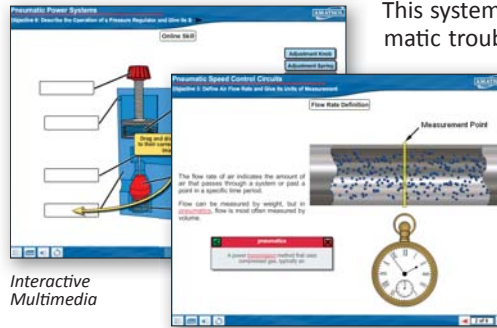 This system
matic troub
Pneumatic Power Systems
Objective 6: Describe the Operation of a Pressure Regulator and Give Its S
AMATROL
Online Skill
Adjustment Knob
Adjustment Spring
Drag and
to their corre
Pneumatic Speed Control Circuits
Objective 5: Define Air Flow Rate and Give Its Units of Measurement
Flow Rate Definition
Measurement Point
The flow rate of air indicates the amount of
air that passes through a system or past a
point in a specific time period.
Flow can be measured by weight, but in
pneumatics, flow is most often measured by
volume.
pneumatics
A power transmission method that uses
compressed gas, typically air.
Interactive
Multimedia